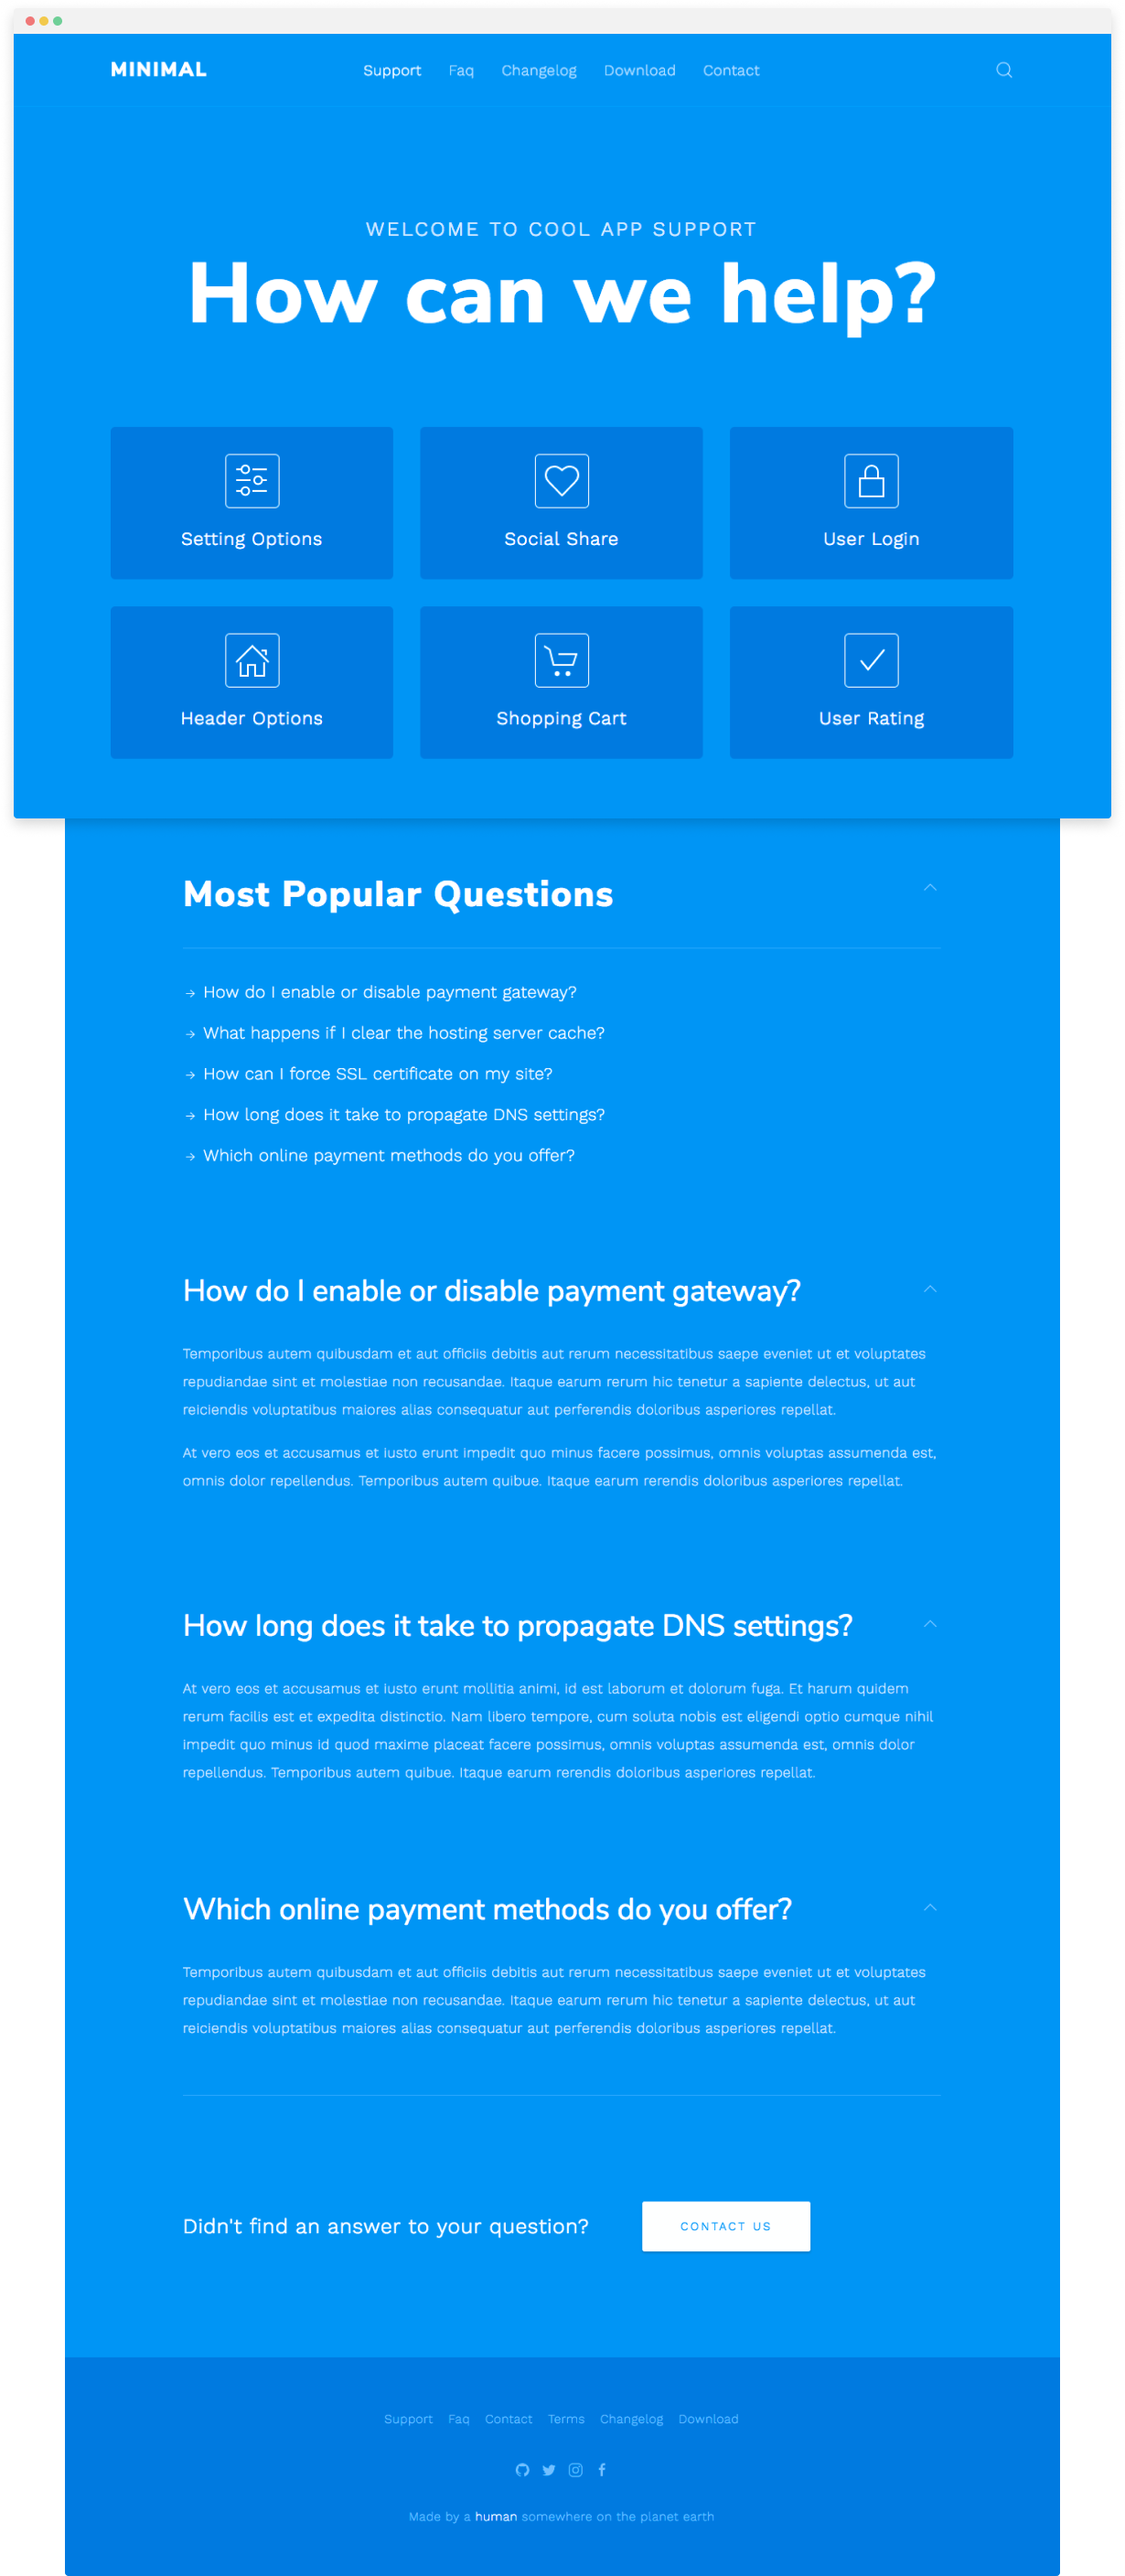 MINIMAL Support Faq Changelog Download Contact
WELCOME TO COOL APP SUPPORT
How can we help?
Setting Options
Social Share
User Login
Header Options
Shopping Cart
User Rating
Most Popular Questions
→ How do I enable or disable payment gateway?
→ What happens if I clear the hosting server cache?
→ How can I force SSL certificate on my site?
→ How long does it take to propagate DNS settings?
→ Which online payment methods do you offer?
How do I enable or disable payment gateway?
Temporibus autem quibusdam et aut officiis debitis aut rerum necessitatibus saepe eveniet ut et voluptates
repudiandae sint et molestiae non recusandae. Itaque earum rerum hic tenetur a sapiente delectus, ut aut
reiciendis voluptatibus maiores alias consequatur aut perferendis doloribus asperiores repellat.
At vero eos et accusamus et iusto erunt impedit quo minus facere possimus, omnis voluptas assumenda est,
omnis dolor repellendus. Temporibus autem quibue. Itaque earum rerendis doloribus asperiores repellat.
How long does it take to propagate DNS settings?
At vero eos et accusamus et iusto erunt mollitia animi, id est laborum et dolorum fuga. Et harum quidem
rerum facilis est et expedita distinctio. Nam libero tempore, cum soluta nobis est eligendi optio cumque nihil
impedit quo minus id quod maxime placeat facere possimus, omnis voluptas assumenda est, omnis dolor
repellendus. Temporibus autem quibue. Itaque earum rerendis doloribus asperiores repellat.
Which online payment methods do you offer?
Temporibus autem quibusdam et aut officiis debitis aut rerum necessitatibus saepe eveniet ut et voluptates
repudiandae sint et molestiae non recusandae. Itaque earum rerum hic tenetur a sapiente delectus, ut aut
reiciendis voluptatibus maiores alias consequatur aut perferendis doloribus asperiores repellat.
Didn't find an answer to your question? CONTACT US
Support Faq Contact Terms Changelog Download
Made by a human somewhere on the planet earth